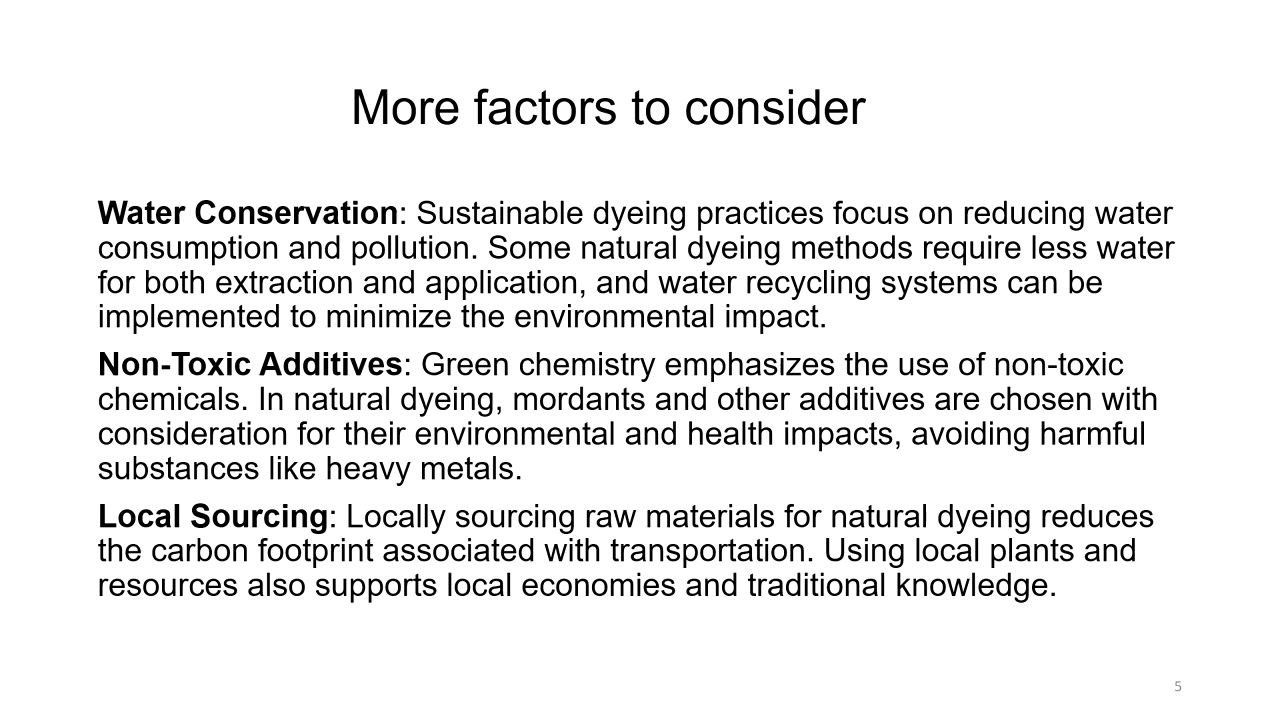 More factors to consider
Water Conservation: Sustainable dyeing practices focus on reducing water
consumption and pollution. Some natural dyeing methods require less water
for both extraction and application, and water recycling systems can be
implemented to minimize the environmental impact.
Non-Toxic Additives: Green chemistry emphasizes the use of non-toxic
chemicals. In natural dyeing, mordants and other additives are chosen with
consideration for their environmental and health impacts, avoiding harmful
substances like heavy metals.
Local Sourcing: Locally sourcing raw materials for natural dyeing reduces
the carbon footprint associated with transportation. Using local plants and
resources also supports local economies and traditional knowledge.
5